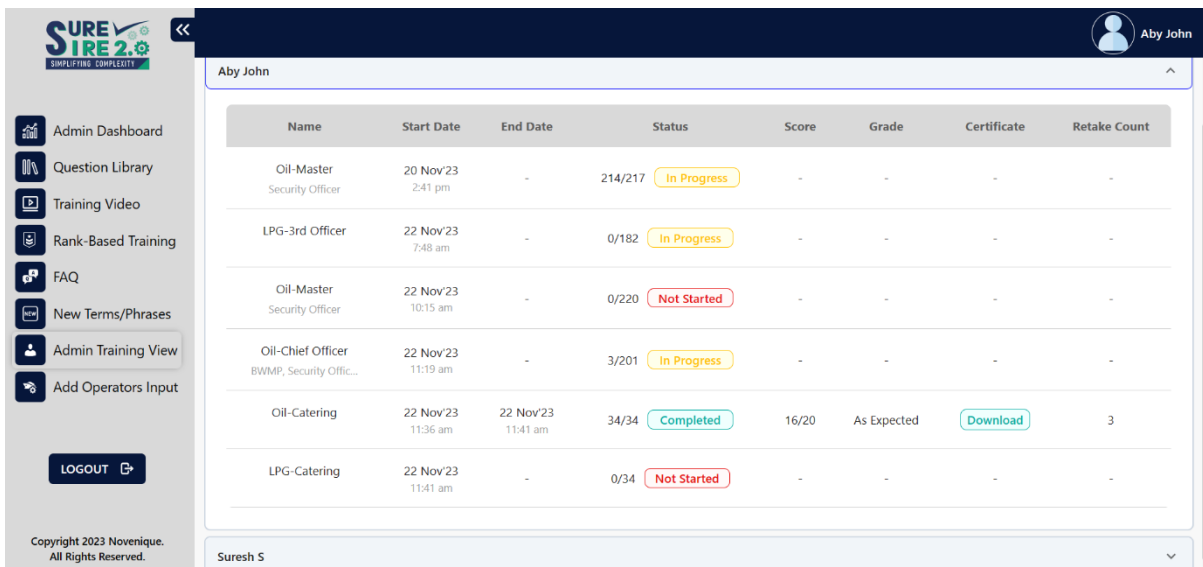 SURE
SIRE 2.0
SIMPLIFYING COMPLEXITY
Aby John
Admin Dashboard
Question Library
Training Video
Rank-Based Training
FAQ
NEW
New Terms/Phrases
Admin Training View
Add Operators Input
LOGOUT
Copyright 2023 Novenique.
All Rights Reserved.
Aby John
Name Start Date End Date Status Score Grade Certificate Retake Count
Oil-Master 20 Nov'23 - 214/217 In Progress - - - -
Security Officer 2:41 pm
LPG-3rd Officer 22 Nov'23 - 0/182 In Progress - - - -
7:48 am
Oil-Master 22 Nov'23 - 0/220 Not Started - - - -
Security Officer 10:15 am
Oil-Chief Officer 22 Nov'23 - 3/201 In Progress - - - -
BWMP, Security Offic... 11:19 am
Oil-Catering 22 Nov'23 22 Nov'23 34/34 Completed 16/20 As Expected Download 3
11:36 am 11:41 am
LPG-Catering 22 Nov'23 - 0/34 Not Started - - - -
11:41 am
Suresh S